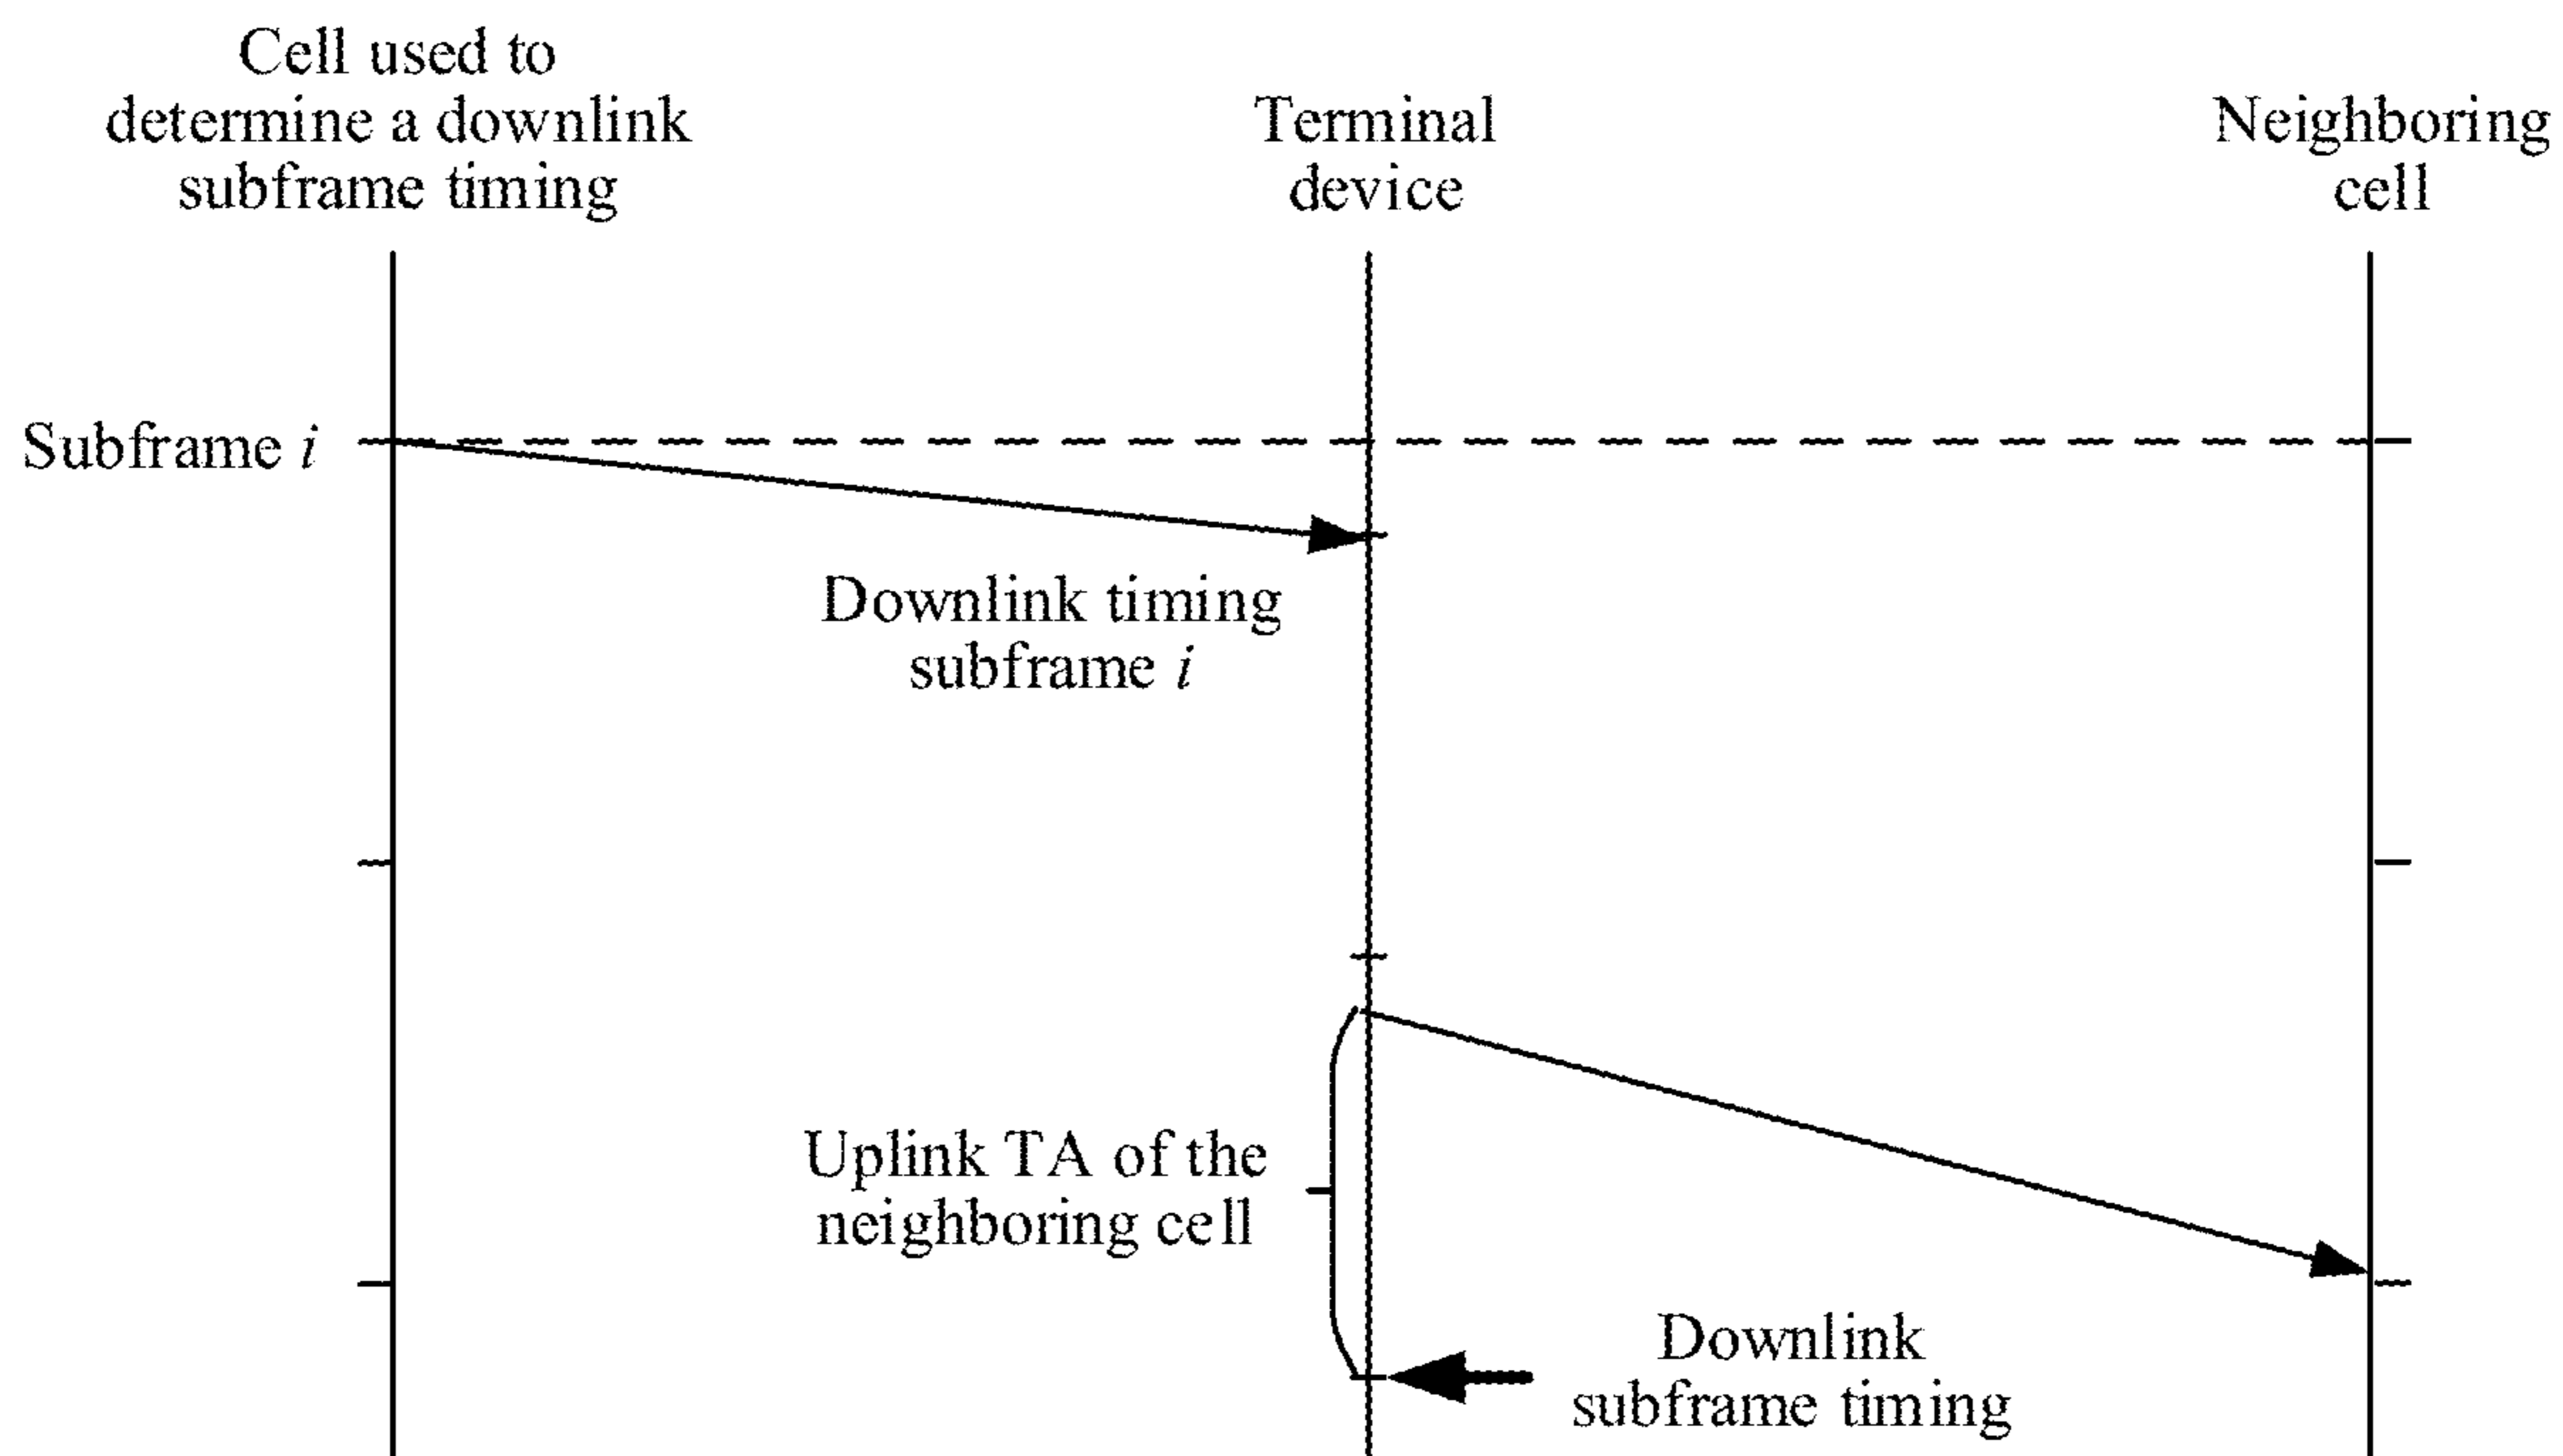 Cell used to
determine a downlink
subframe timing
Terminal
device
Neighboring
cell
Subframe i
Downlink timing
subframe i
Uplink TA of the
neighboring cell
Downlink
subframe timing